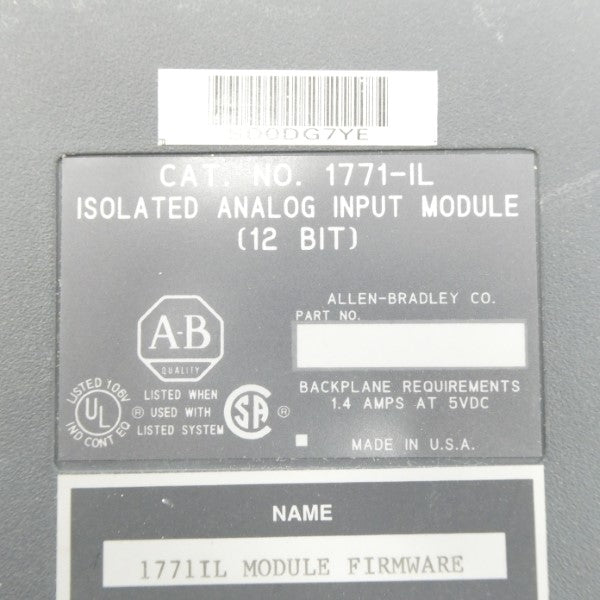 CAT. NO. 1771-IL
ISOLATED ANALOG INPUT MODULE
(12 BIT)
ALLEN-BRADLEY CO.
PART NO.
A-B
QUALITY
BACKPLANE REQUIREMENTS
1.4 AMPS AT 5VDC
LISTED 106V
UL
IND CONT EQ
®
LISTED WHEN
USED WITH
LISTED SYSTEM
SA ®
MADE IN U.S.A.
NAME
1771IL MODULE FIRMWARE